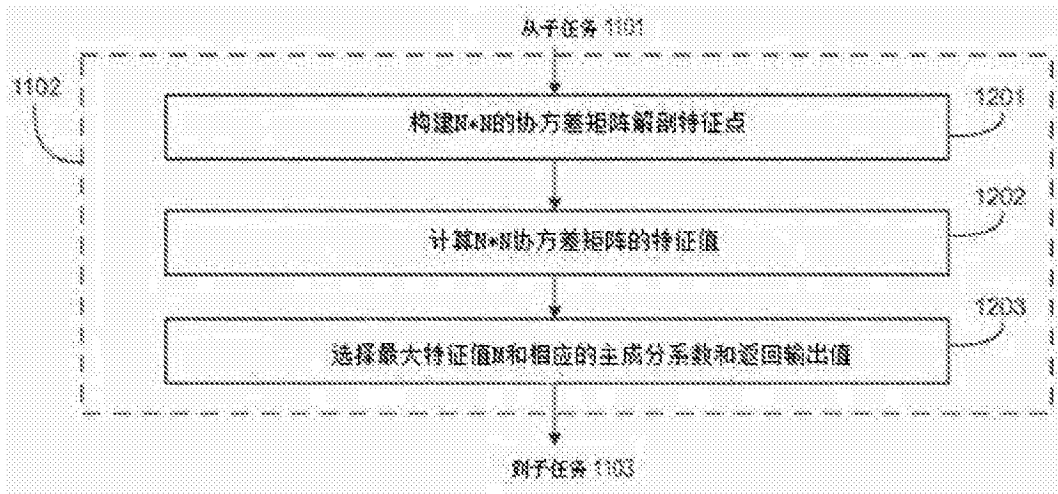 从子任务 1101
1102
构建N*N的协方差矩阵解剖特征点
1201
计算N*N协方差矩阵的特征值
1202
选择最大特征值N和相应的主成分系数和返回输出值
1203
到子任务 1103